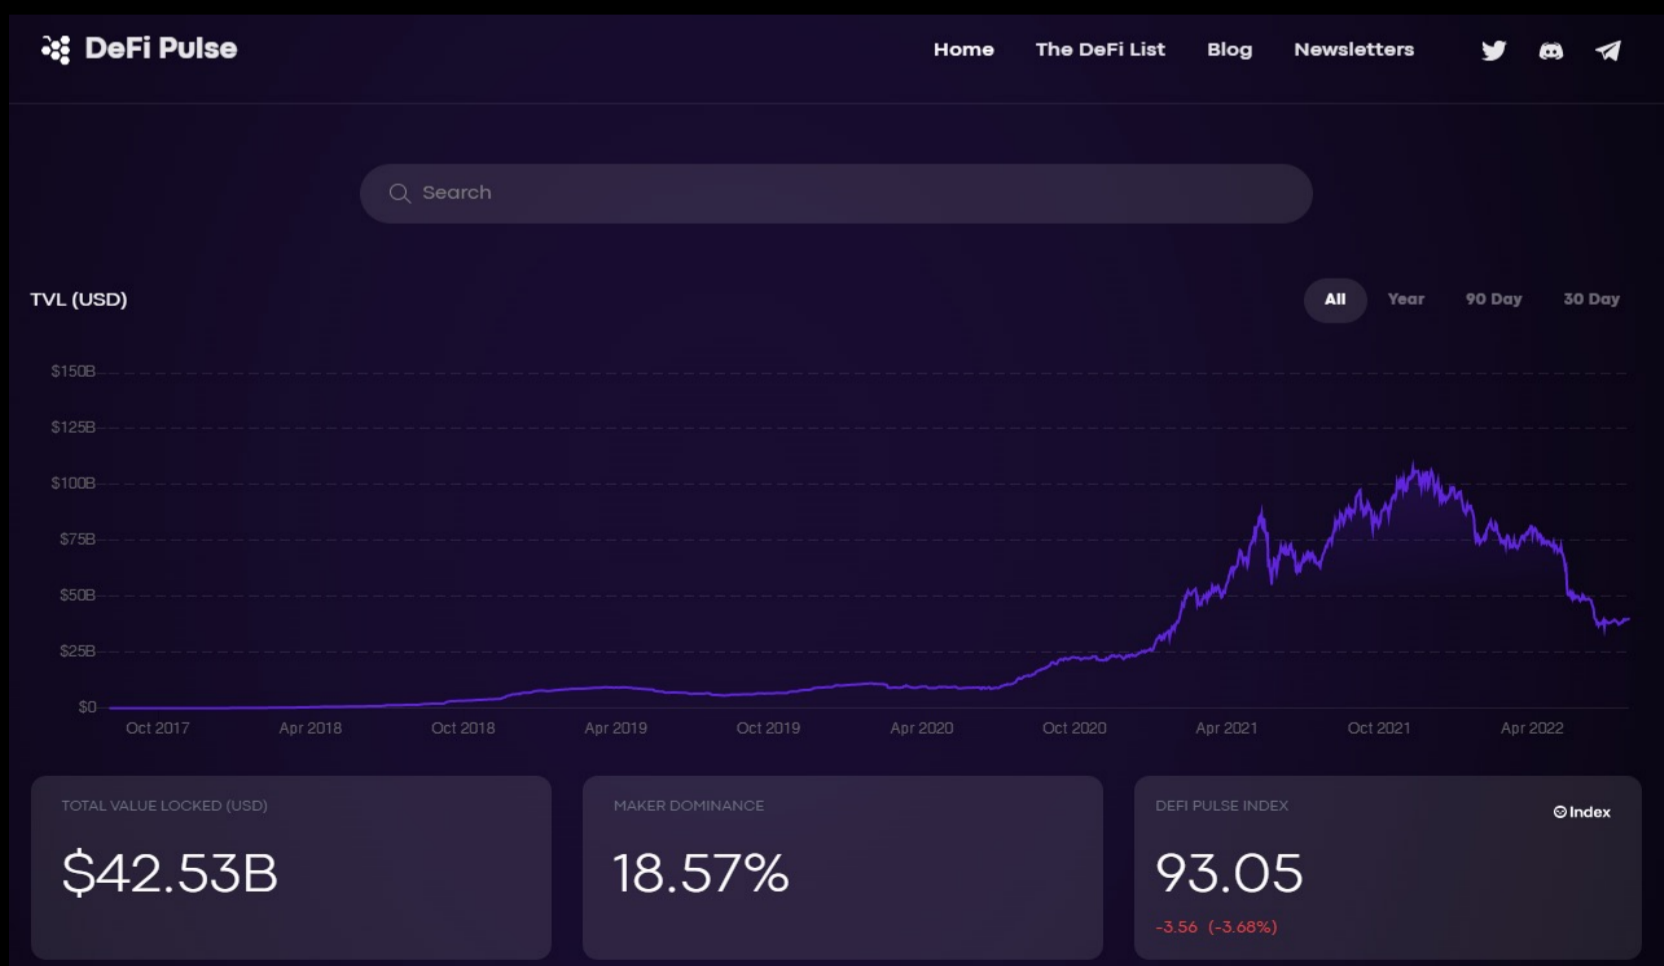 DeFi Pulse
Home The DeFi List Blog Newsletters
Search
TVL (USD)
All Year 90 Day 30 Day
$150B
$125B
$100B
$75B
$50B
$25B
$0
Oct 2017 Apr 2018 Oct 2018 Apr 2019 Oct 2019 Apr 2020 Oct 2020 Apr 2021 Oct 2021 Apr 2022
TOTAL VALUE LOCKED (USD)
$42.53B
MAKER DOMINANCE
18.57%
DEFI PULSE INDEX
Index
93.05
-3.56 (-3.68%)